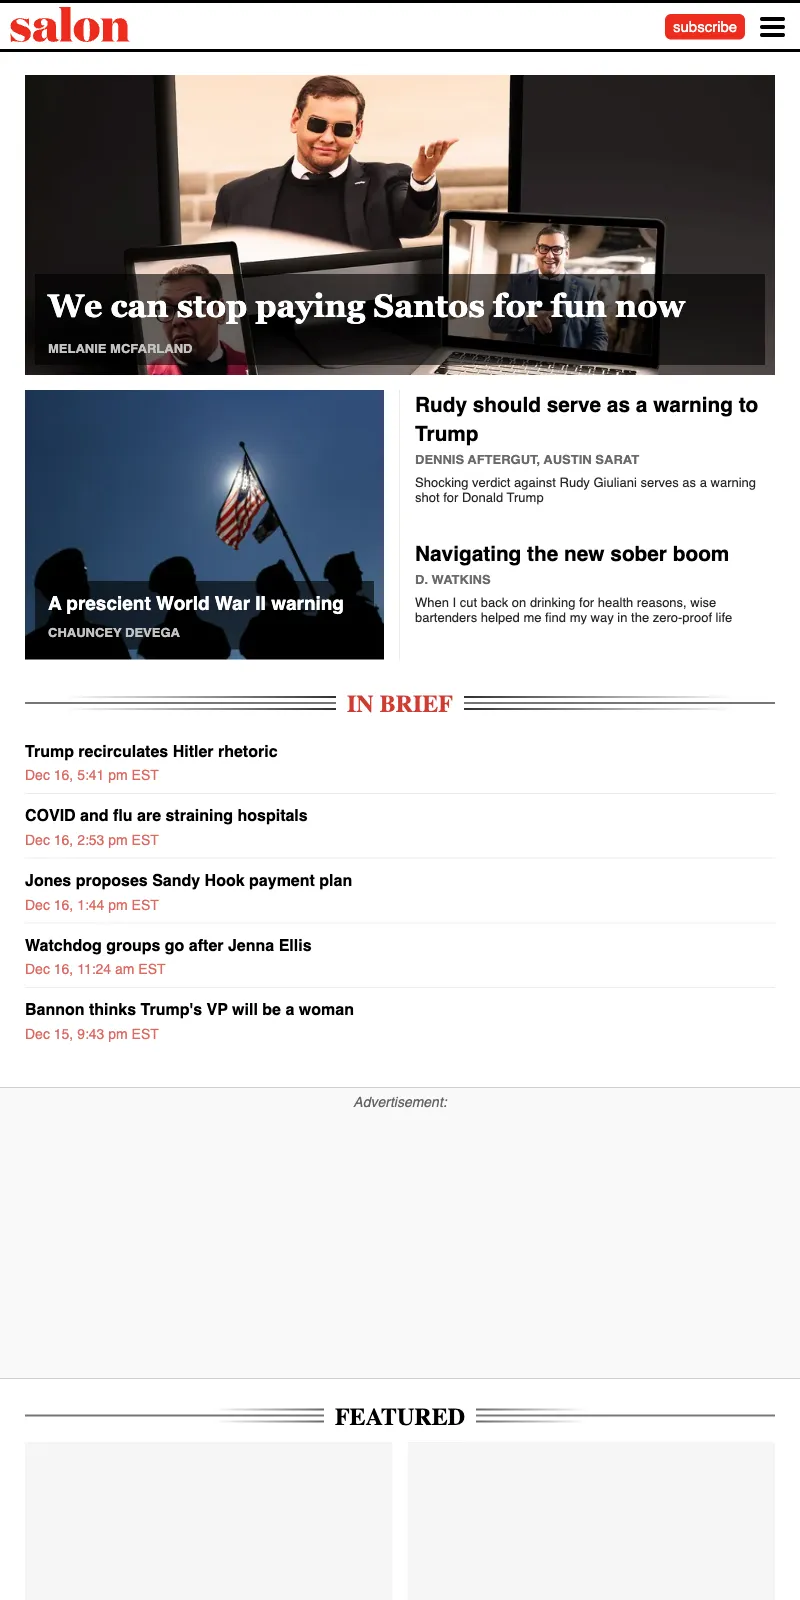 salon
subscribe
We can stop paying Santos for fun now
MELANIE MCFARLAND
A prescient World War II warning
CHAUNCEY DEVEGA
Rudy should serve as a warning to
Trump
DENNIS AFTERGUT, AUSTIN SARAT
Shocking verdict against Rudy Giuliani serves as a warning
shot for Donald Trump
Navigating the new sober boom
D. WATKINS
When I cut back on drinking for health reasons, wise
bartenders helped me find my way in the zero-proof life
IN BRIEF
Trump recirculates Hitler rhetoric
Dec 16, 5:41 pm EST
COVID and flu are straining hospitals
Dec 16, 2:53 pm EST
Jones proposes Sandy Hook payment plan
Dec 16, 1:44 pm EST
Watchdog groups go after Jenna Ellis
Dec 16, 11:24 am EST
Bannon thinks Trump's VP will be a woman
Dec 15, 9:43 pm EST
Advertisement:
FEATURED